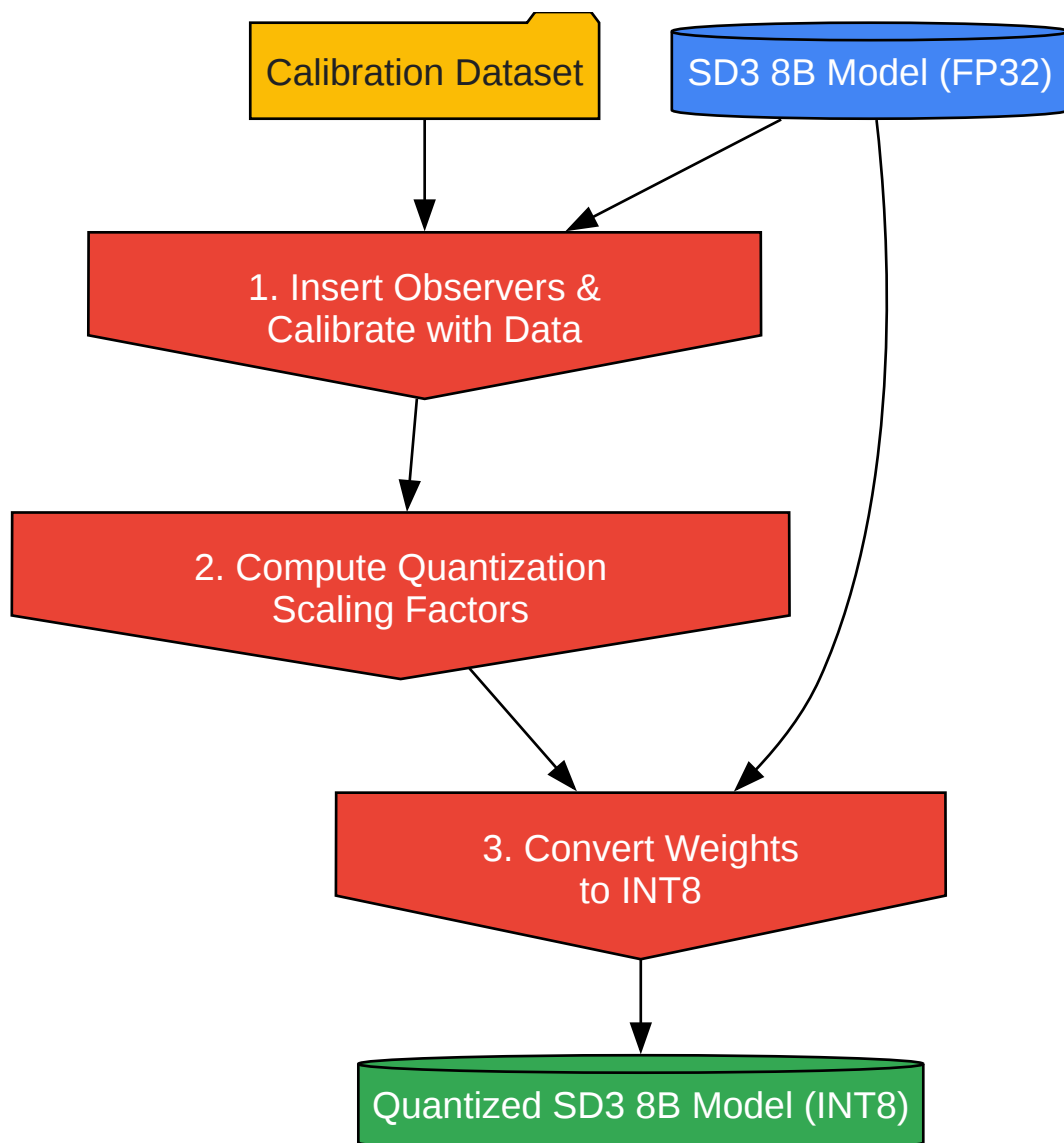 Calibration Dataset
SD3 8B Model (FP32)
1. Insert Observers &
Calibrate with Data
2. Compute Quantization
Scaling Factors
3. Convert Weights
to INT8
Quantized SD3 8B Model (INT8)